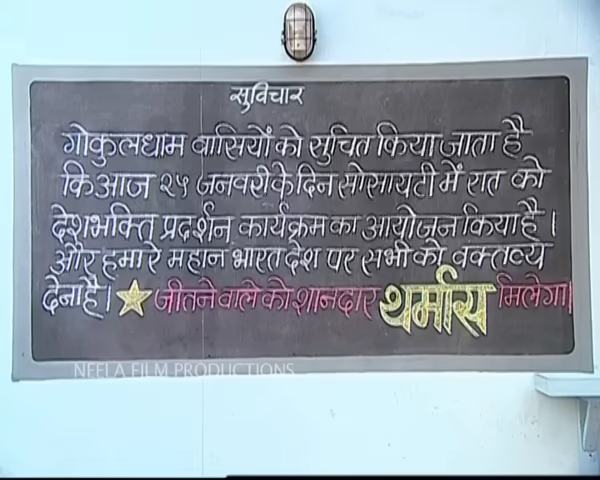 सुविचार
गोकुलधाम वासियों को सुचित किया जाता है
कि आज २५ जनवरी के दिन सोसायटी में रात को
देशभक्ति प्रदर्शन कार्यक्रम का आयोजन किया है ।
और हमारे महान भारत देश पर सभी को वक्तव्य
देना है । जीतने वाले को शानदार थर्मास मिलेगा ।
NEELA FILM PRODUCTIONS